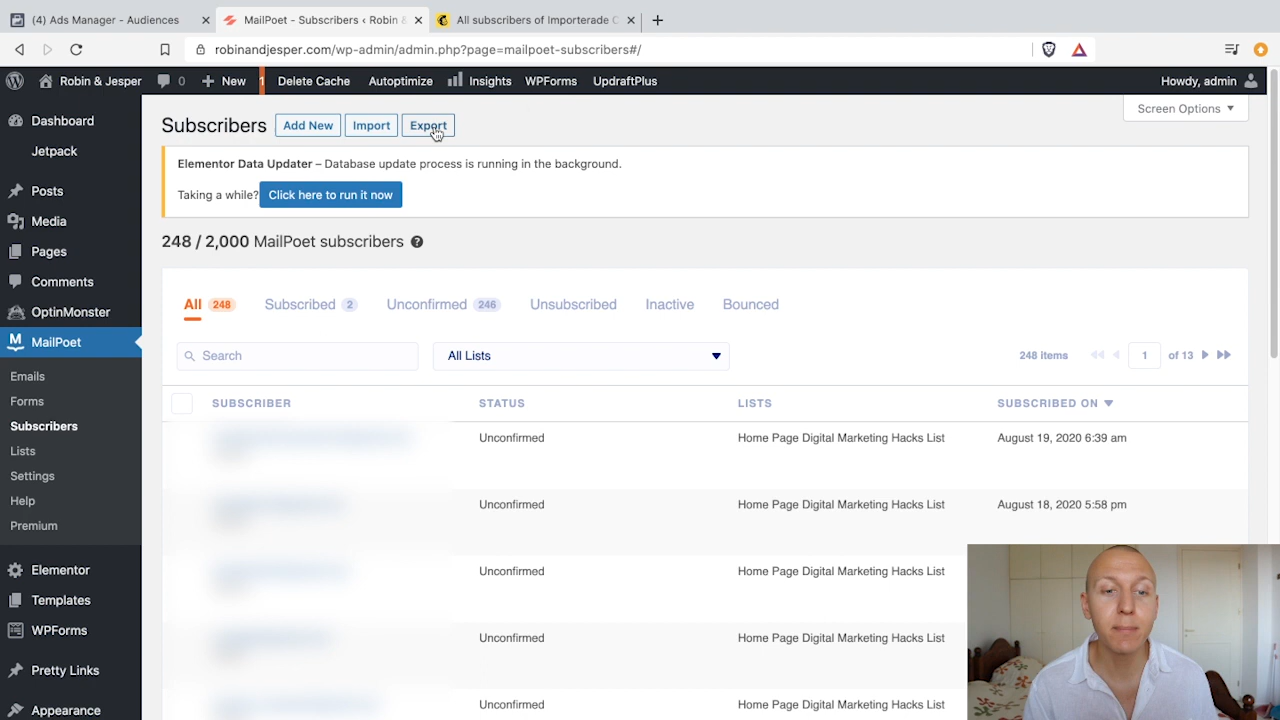 (4) Ads Manager - Audiences
MailPoet - Subscribers ‹ Robin &
All subscribers of Importerade C
robinandjesper.com/wp-admin/admin.php?page=mailpoet-subscribers#/
Robin & Jesper 0 New 1 Delete Cache Autoptimize Insights WPForms UpdraftPlus Howdy, admin
Dashboard
Jetpack
Posts
Media
Pages
Comments
OptinMonster
MailPoet
Emails
Forms
Subscribers
Lists
Settings
Help
Premium
Elementor
Templates
WPForms
Pretty Links
Appearance
Screen Options
Subscribers Add New Import Export
Elementor Data Updater – Database update process is running in the background.
Taking a while? Click here to run it now
248 / 2,000 MailPoet subscribers ?
All 248 Subscribed 2 Unconfirmed 246 Unsubscribed Inactive Bounced
Search All Lists 248 items 1 of 13
SUBSCRIBER STATUS LISTS SUBSCRIBED ON
Unconfirmed Home Page Digital Marketing Hacks List August 19, 2020 6:39 am
Unconfirmed Home Page Digital Marketing Hacks List August 18, 2020 5:58 pm
Unconfirmed Home Page Digital Marketing Hacks List
Unconfirmed Home Page Digital Marketing Hacks List
Unconfirmed Home Page Digital Marketing Hacks List